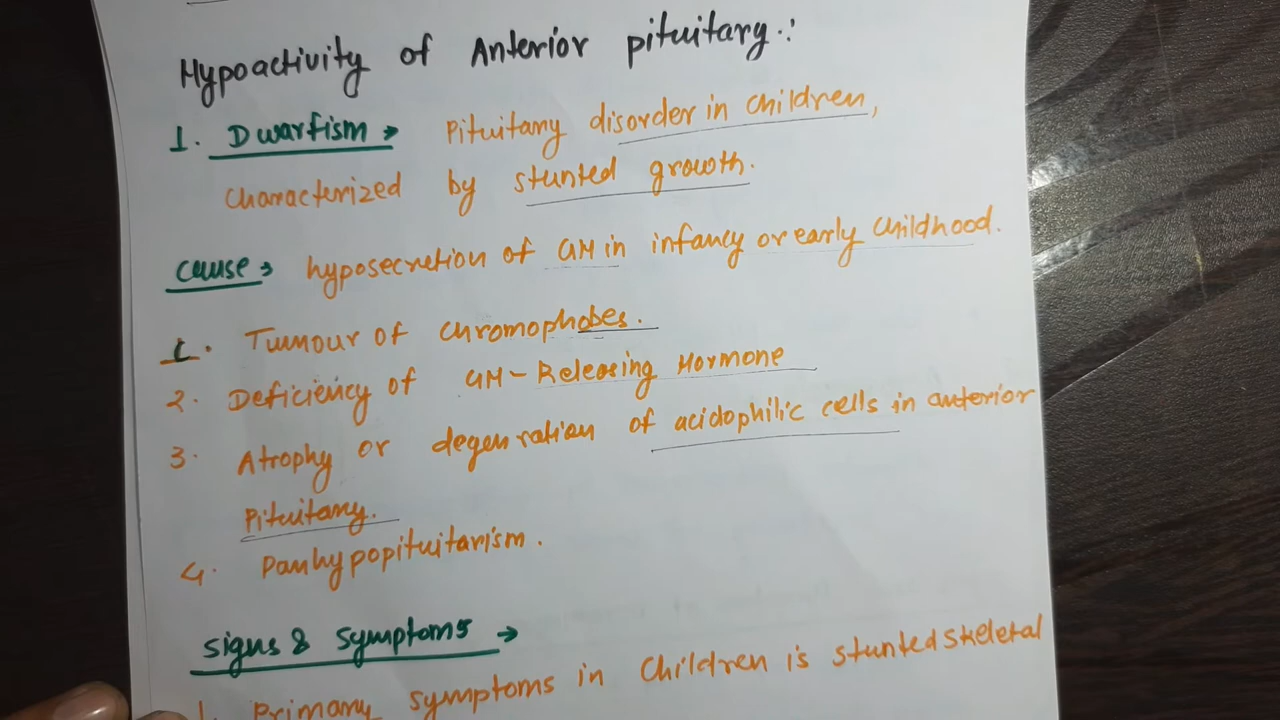 Hypoactivity of Anterior pituitary :
1. Dwarfism → Pituitary disorder in children,
characterized by stunted growth.
cause → hyposecretion of GH in infancy or early childhood.
1. Tumour of chromophobes.
2. Deficiency of GH - Releasing Hormone
3. Atrophy or degenration of acidophilic cells in anterior
Pituitary.
4. Panhypopituitarism.
signs & symptoms →
1. Primary symptoms in children is stunted skeletal